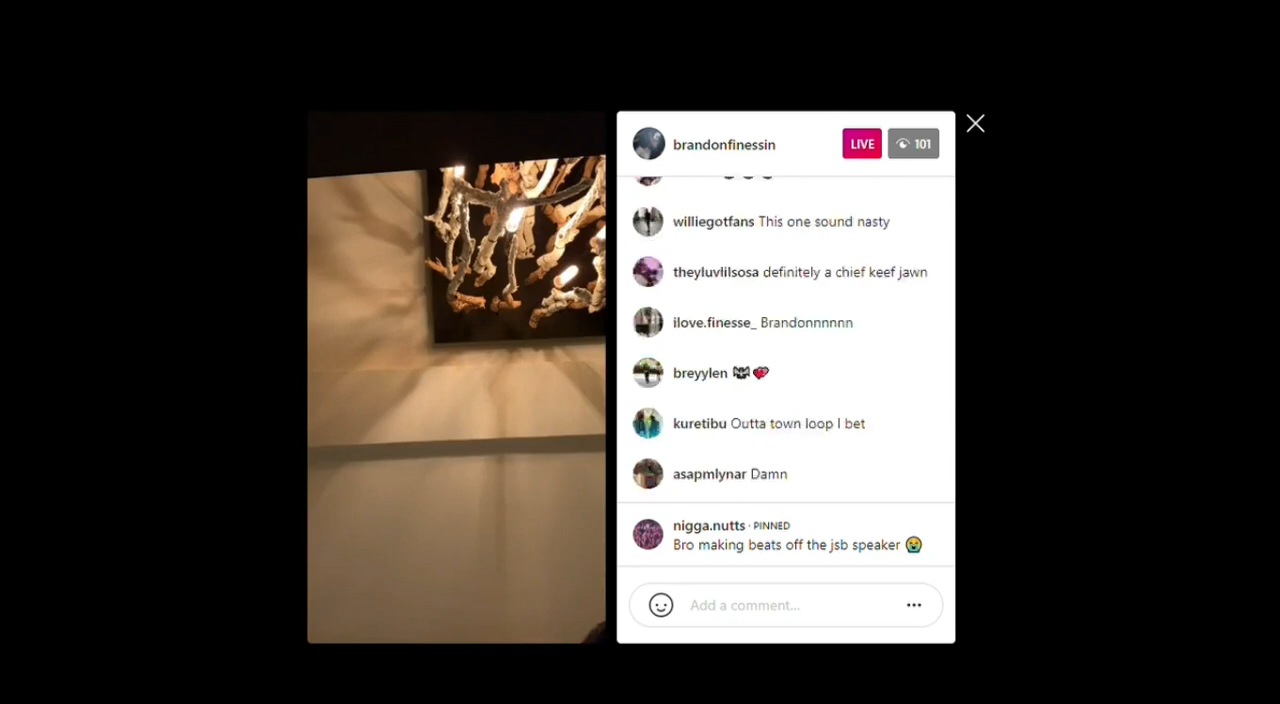 brandonfinessin LIVE 101
williegotfans This one sound nasty
theyluvlilsosa definitely a chief keef jawn
ilove.finesse_ Brandonnnnnn
breyylen 🦇💖
kuretibu Outta town loop I bet
asapmlynar Damn
nigga.nutts · PINNED
Bro making beats off the jsb speaker 😭
Add a comment...